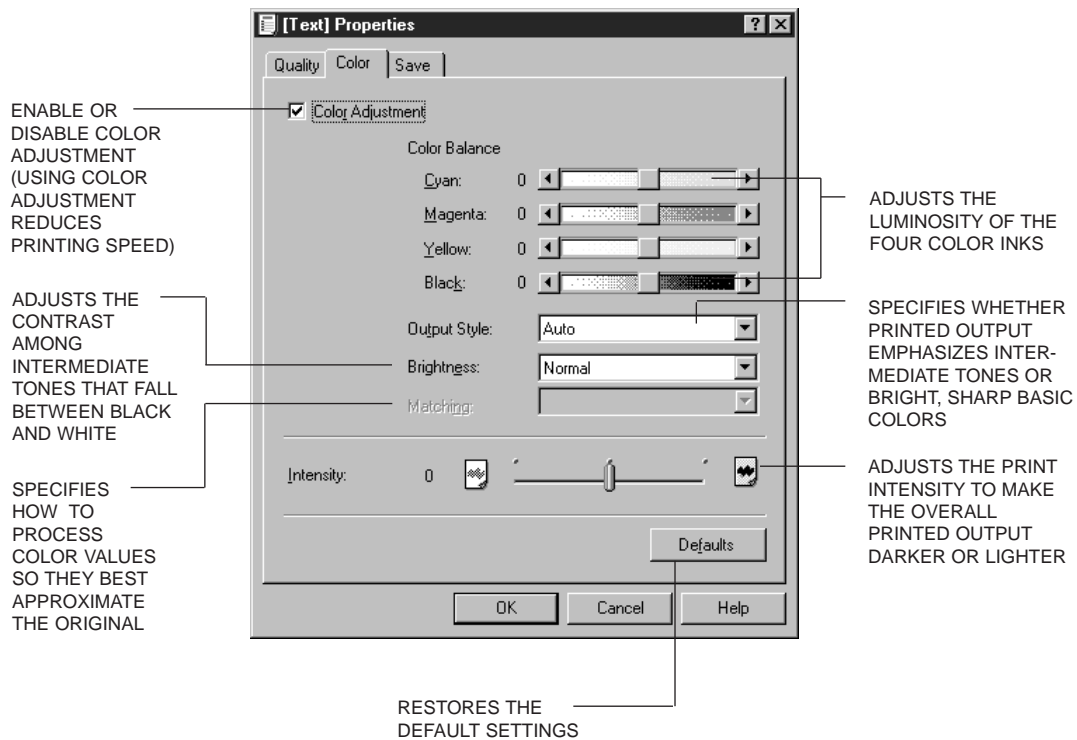 [Text] Properties
Quality Color Save
Color Adjustment
Color Balance
Cyan: 0
Magenta: 0
Yellow: 0
Black: 0
Output Style: Auto
Brightness: Normal
Matching:
Intensity: 0
Defaults
OK Cancel Help
ENABLE OR
DISABLE COLOR
ADJUSTMENT
(USING COLOR
ADJUSTMENT
REDUCES
PRINTING SPEED)
ADJUSTS THE
CONTRAST
AMONG
INTERMEDIATE
TONES THAT FALL
BETWEEN BLACK
AND WHITE
SPECIFIES
HOW TO
PROCESS
COLOR VALUES
SO THEY BEST
APPROXIMATE
THE ORIGINAL
ADJUSTS THE
LUMINOSITY OF THE
FOUR COLOR INKS
SPECIFIES WHETHER
PRINTED OUTPUT
EMPHASIZES INTER-
MEDIATE TONES OR
BRIGHT, SHARP BASIC
COLORS
ADJUSTS THE PRINT
INTENSITY TO MAKE
THE OVERALL
PRINTED OUTPUT
DARKER OR LIGHTER
RESTORES THE
DEFAULT SETTINGS